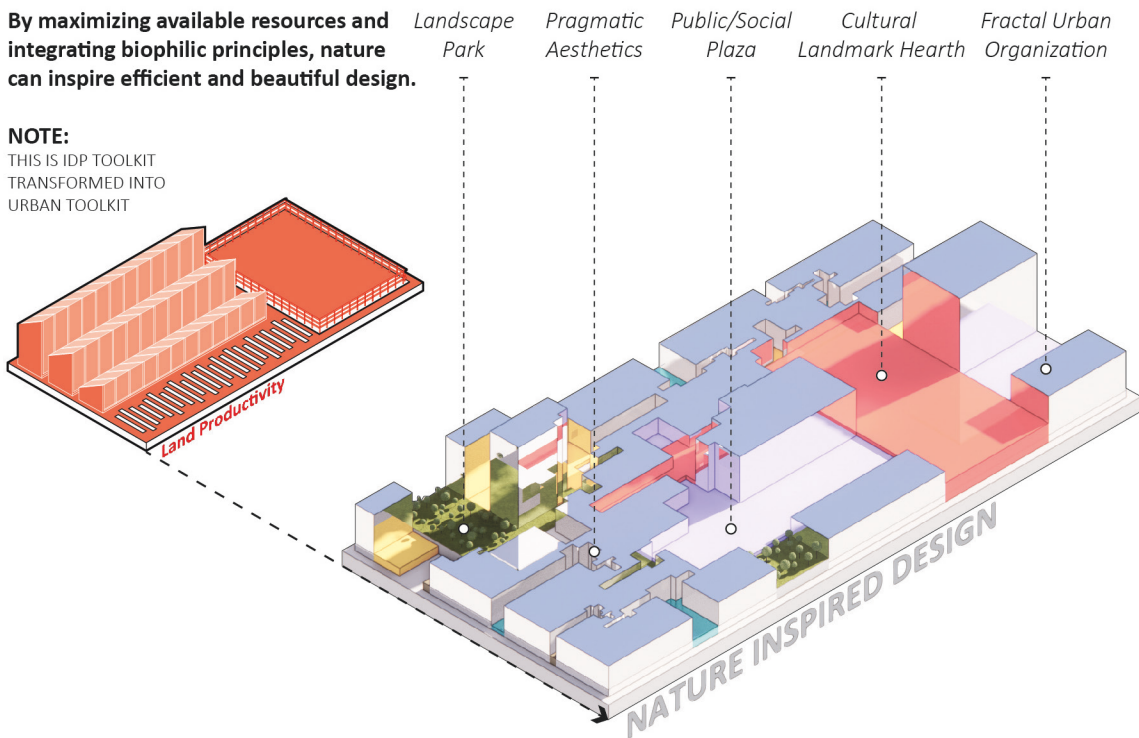 By maximizing available resources and
integrating biophilic principles, nature
can inspire efficient and beautiful design.
NOTE:
THIS IS IDP TOOLKIT
TRANSFORMED INTO
URBAN TOOLKIT
Landscape
Park
Pragmatic
Aesthetics
Public/Social
Plaza
Cultural
Landmark Hearth
Fractal Urban
Organization
Land Productivity
NATURE INSPIRED DESIGN